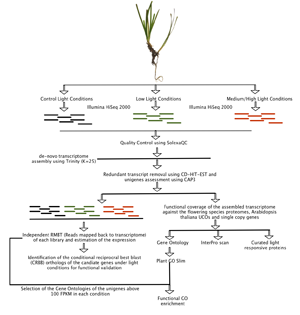 Control Light Conditions
Low Light Conditions
Medium/High Light Conditions
Illumina HiSeq 2000
Illumina HiSeq 2000
Quality Control using SolexaQC
de-novo transcriptome
assembly using Trinity (K=25)
Redundant transcript removal using CD-HIT-EST and
unigenes assessment using CAP3
Functional coverage of the assembled transcriptome
against the flowering species proteomes, Arabidopsis
thaliana UCOs and single copy genes
Independent RMBT (Reads mapped back to transcriptome)
of each library and estimation of the expression
Gene Ontology
InterPro scan
Curated light
responsive proteins
Identification of the conditional reciprocal best blast
(CRBB) orthologs of the candiate genes under light
conditions for functional validation
Plant GO Slim
Selection of the Gene Ontologies of the unigenes above
100 FPKM in each condition
Functional GO
enrichment